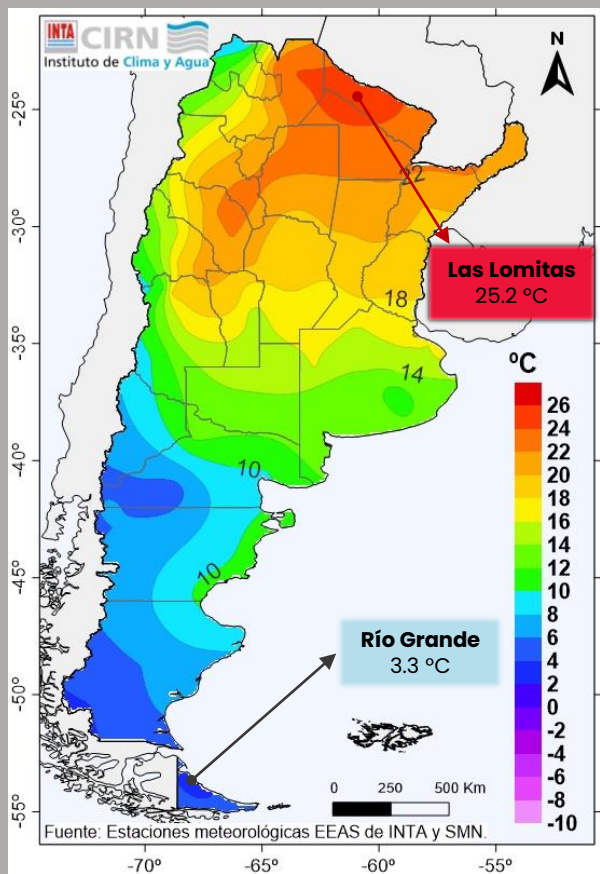 INTA CIRN
Instituto de Clima y Agua
N
-25°
-30°
-35°
-40°
-45°
-50°
-55°
22
18
14
10
10
Las Lomitas
25.2 ºC
Río Grande
3.3 ºC
ºC
26
24
22
20
18
16
14
12
10
8
6
4
2
0
-2
-4
-6
-8
-10
0 250 500 Km
Fuente: Estaciones meteorológicas EEAS de INTA y SMN.
-70° -65° -60° -55°